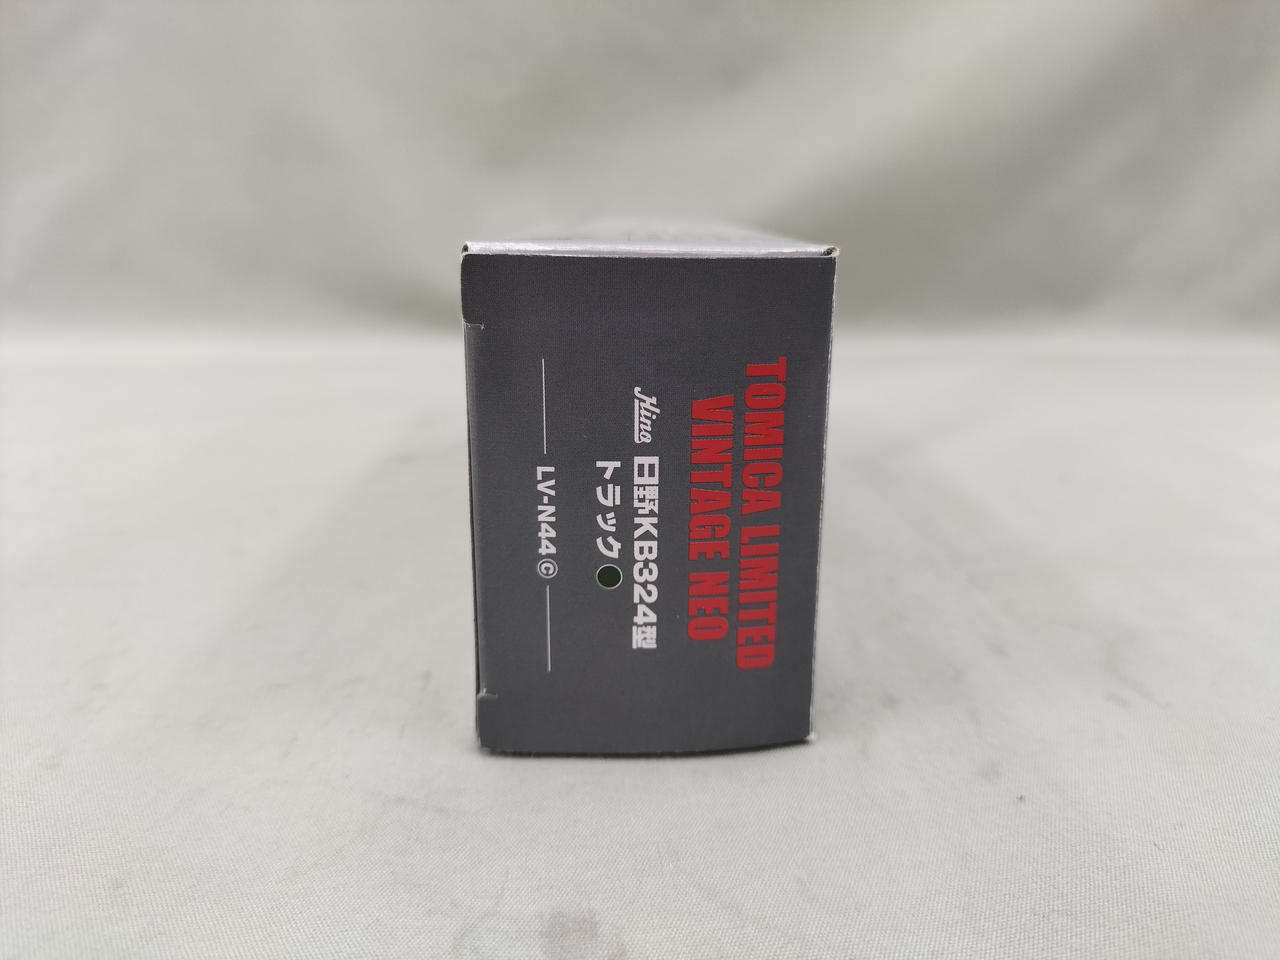 TOMICA LIMITED
VINTAGE NEO
Hino 日野KB324型
トラック
LV-N44 ©